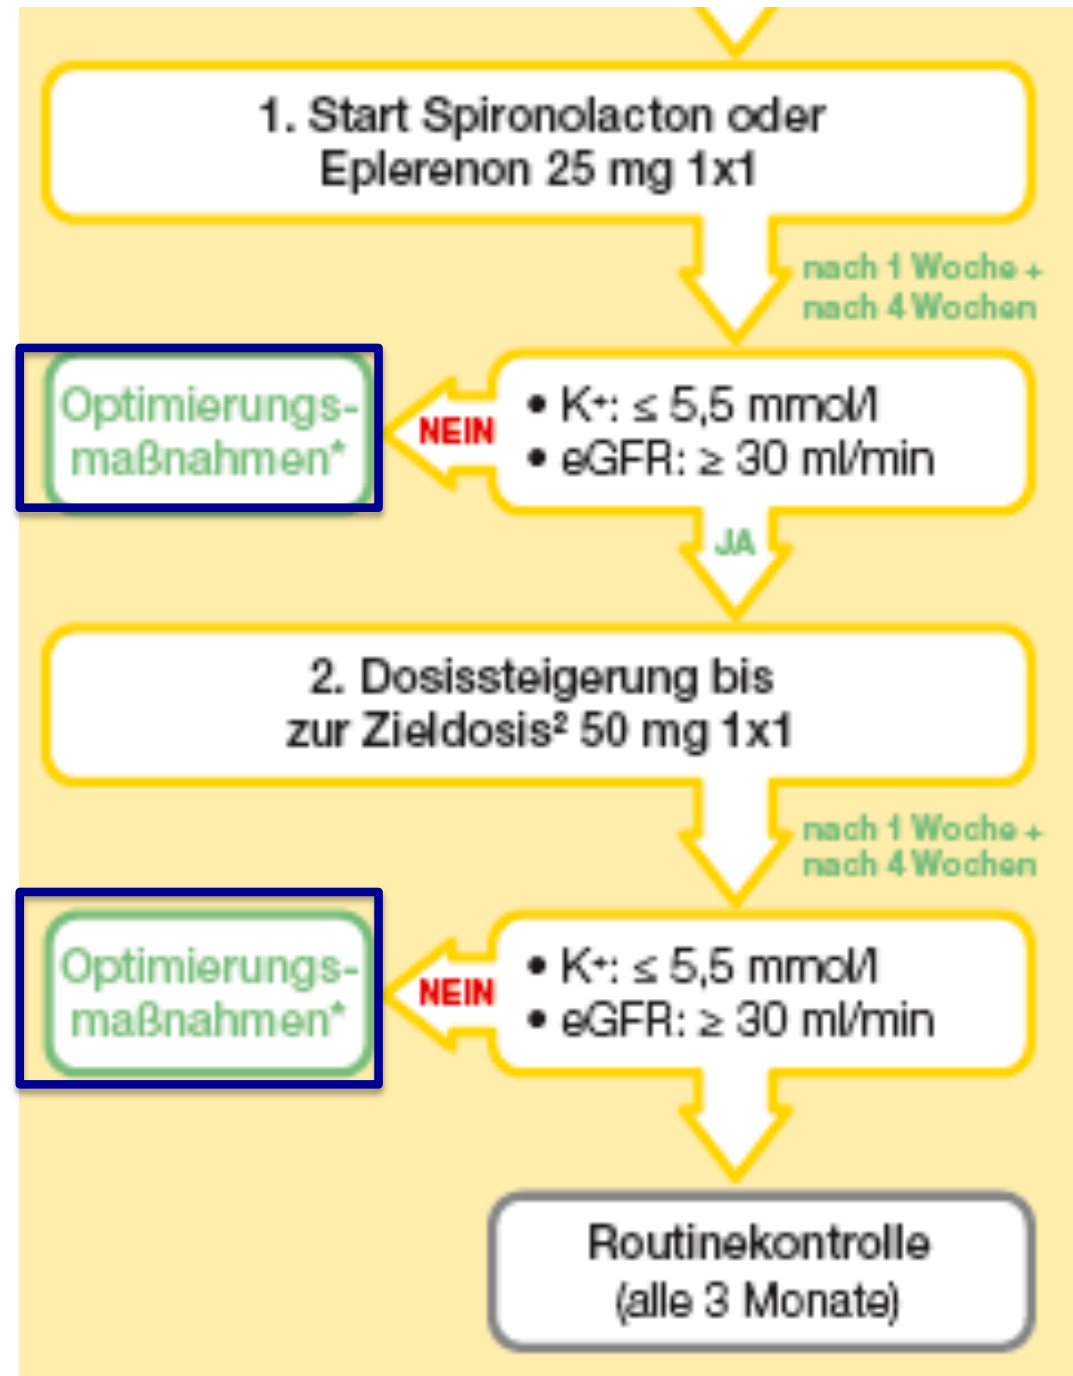 1. Start Spironolacton oder
Eplerenon 25 mg 1x1
nach 1 Woche +
nach 4 Wochen
Optimierungs-
maßnahmen*
NEIN
• K⁺: ≤ 5,5 mmol/l
• eGFR: ≥ 30 ml/min
JA
2. Dosissteigerung bis
zur Zieldosis² 50 mg 1x1
nach 1 Woche +
nach 4 Wochen
Optimierungs-
maßnahmen*
NEIN
• K⁺: ≤ 5,5 mmol/l
• eGFR: ≥ 30 ml/min
Routinekontrolle
(alle 3 Monate)